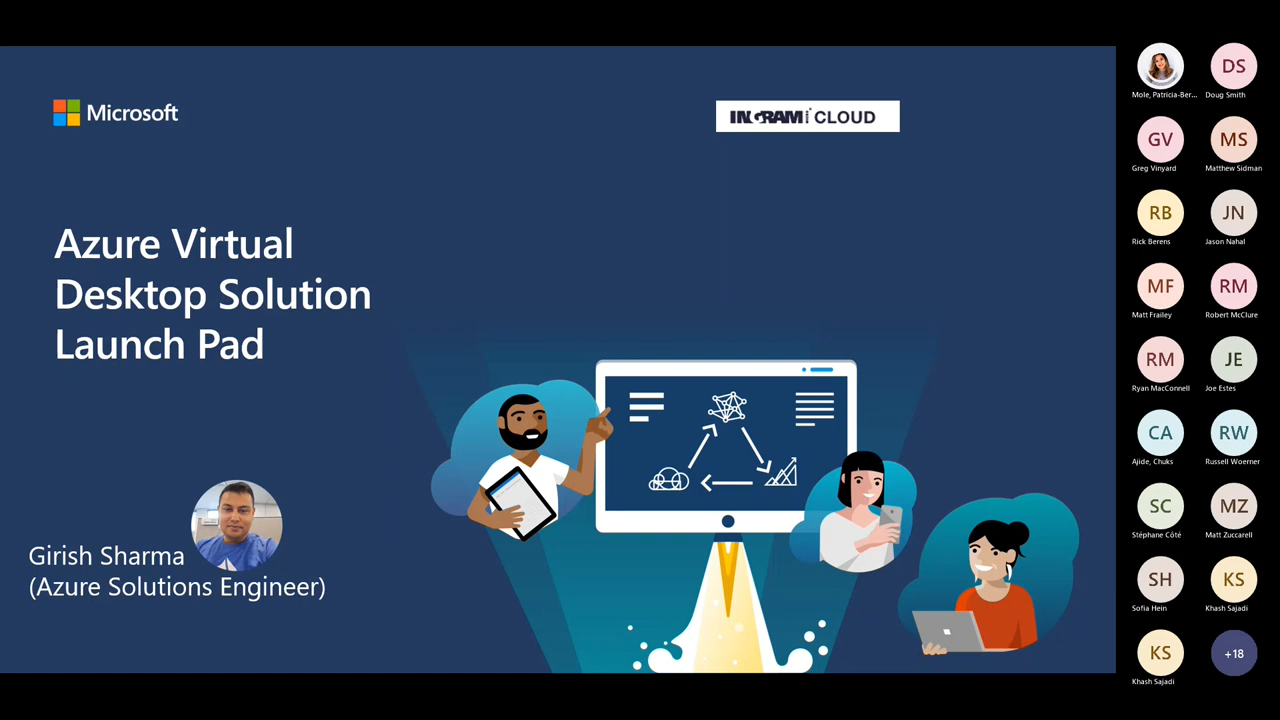 Microsoft
INGRAM MICRO CLOUD
Azure Virtual
Desktop Solution
Launch Pad
Girish Sharma
(Azure Solutions Engineer)
Mole, Patricia-Ber...
DS
Doug Smith
GV
Greg Vinyard
MS
Matthew Sidman
RB
Rick Berens
JN
Jason Nahal
MF
Matt Frailey
RM
Robert McClure
RM
Ryan MacConnell
JE
Joe Estes
CA
Ajide, Chuks
RW
Russell Woerner
SC
Stéphane Côté
MZ
Matt Zuccarell
SH
Sofia Hein
KS
Khash Sajadi
KS
Khash Sajadi
+18